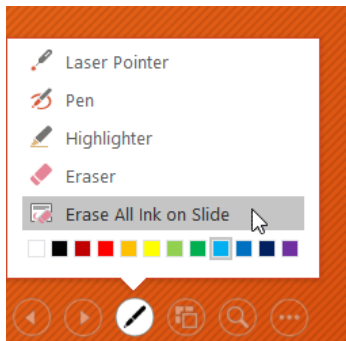 Laser Pointer
Pen
Highlighter
Eraser
Erase All Ink on Slide